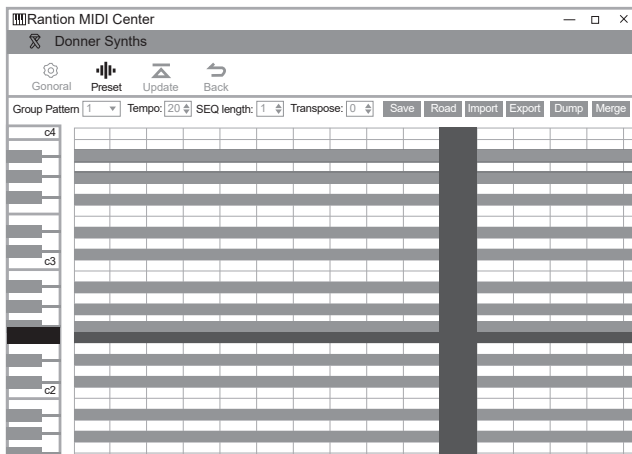 Rantion MIDI Center
Donner Synths
Gonoral Preset Update Back
Group Pattern 1 Tempo: 20 SEQ length: 1 Transpose: 0 Save Road Import Export Dump Merge
c4
c3
c2